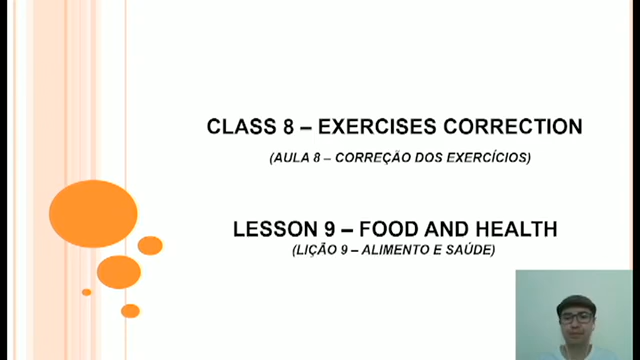 CLASS 8 – EXERCISES CORRECTION
(AULA 8 – CORREÇÃO DOS EXERCÍCIOS)
LESSON 9 – FOOD AND HEALTH
(LIÇÃO 9 – ALIMENTO E SAÚDE)